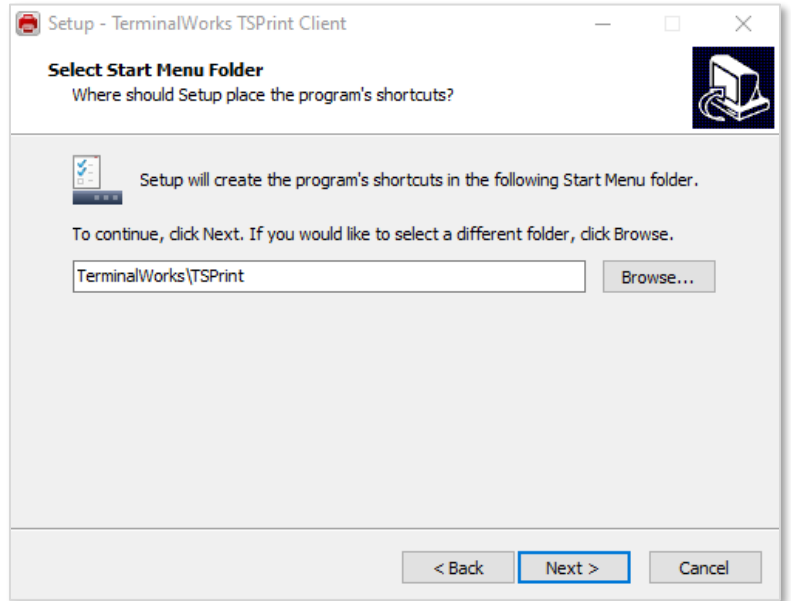 Setup - TerminalWorks TSPrint Client
Select Start Menu Folder
Where should Setup place the program's shortcuts?
Setup will create the program's shortcuts in the following Start Menu folder.
To continue, click Next. If you would like to select a different folder, click Browse.
TerminalWorks\TSPrint
Browse...
< Back
Next >
Cancel